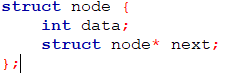 struct node {
    int data;
    struct node* next;
};